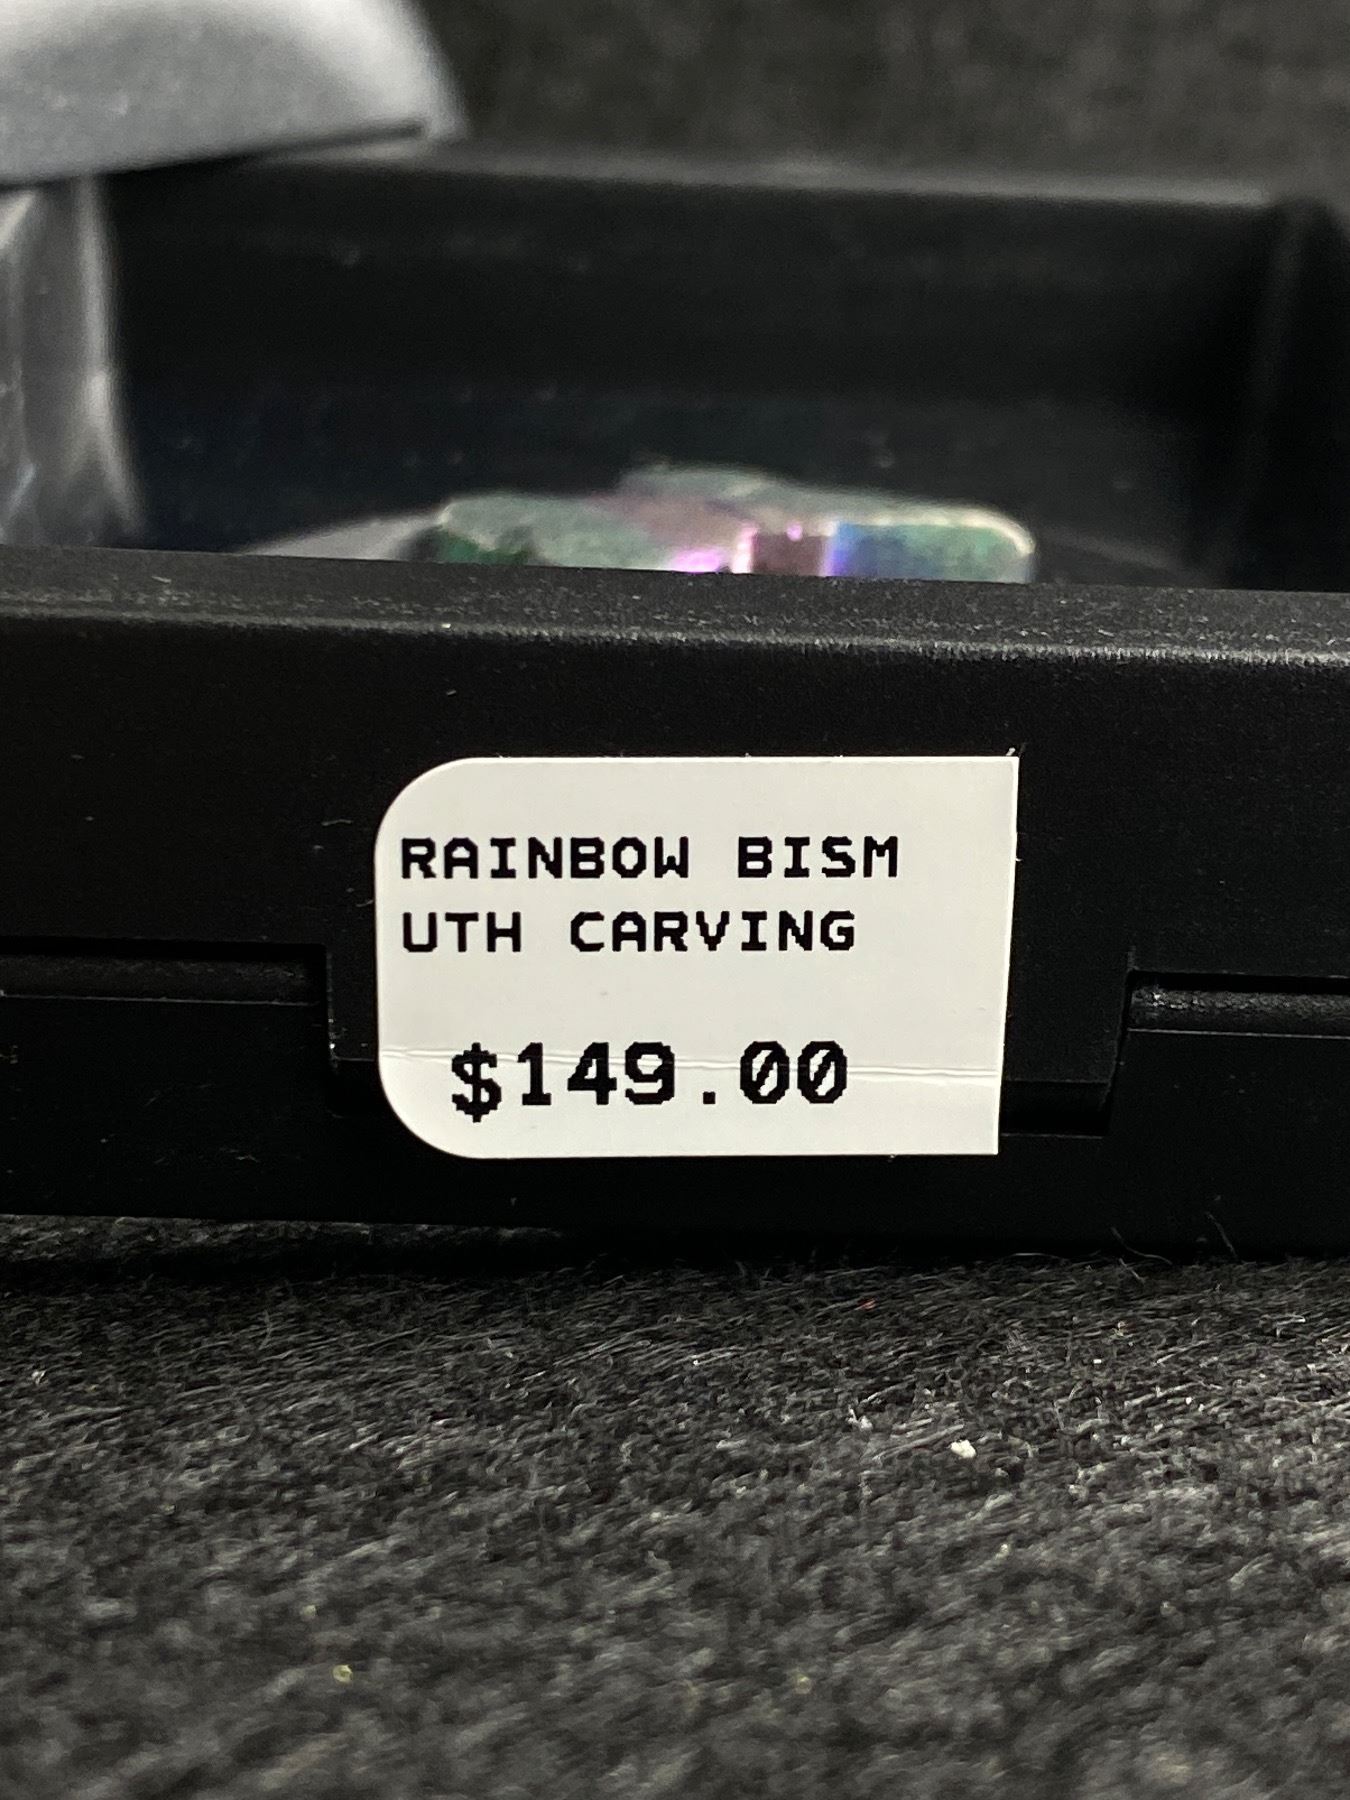 RAINBOW BISM
UTH CARVING
$149.00